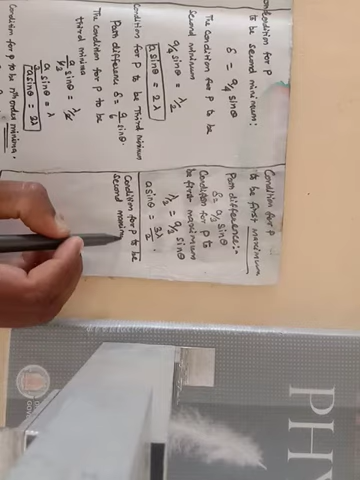 Condition for P
to be second minimum:
δ = a/4 sinθ
The condition for P to be
second minimum
a/4 sinθ = λ/2
a sinθ = 2λ
Condition for P to be Third minimum
Path difference δ = a/6 sinθ.
The condition for P to be
third minima
a/6 sinθ = λ/2
a/3 sinθ = λ
Condition for P to be nth order minima.
Condition for P
to be first maximum
Path difference:-
δ = a/3 sinθ
Condition for P to
be first maximum
λ/2 = a/3 sinθ
a sinθ = 3λ/2.
Condition for P to be
second maxim
PHY